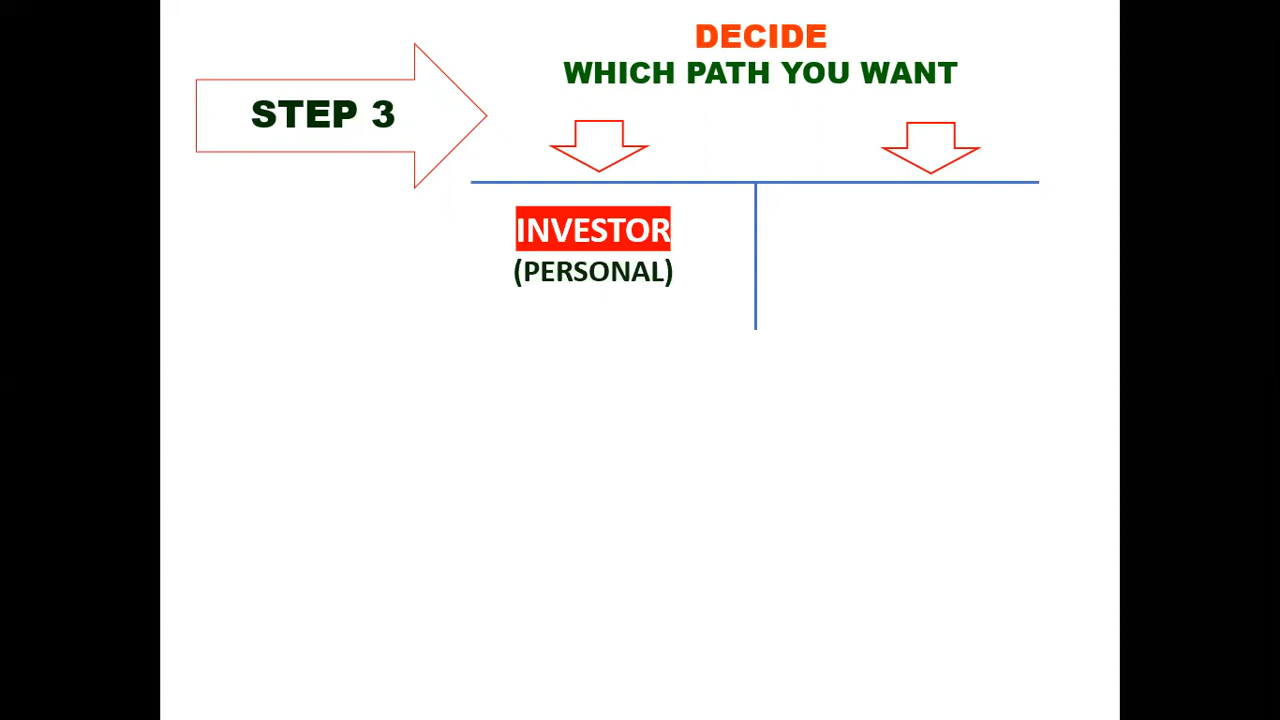 DECIDE
WHICH PATH YOU WANT
STEP 3
INVESTOR
(PERSONAL)